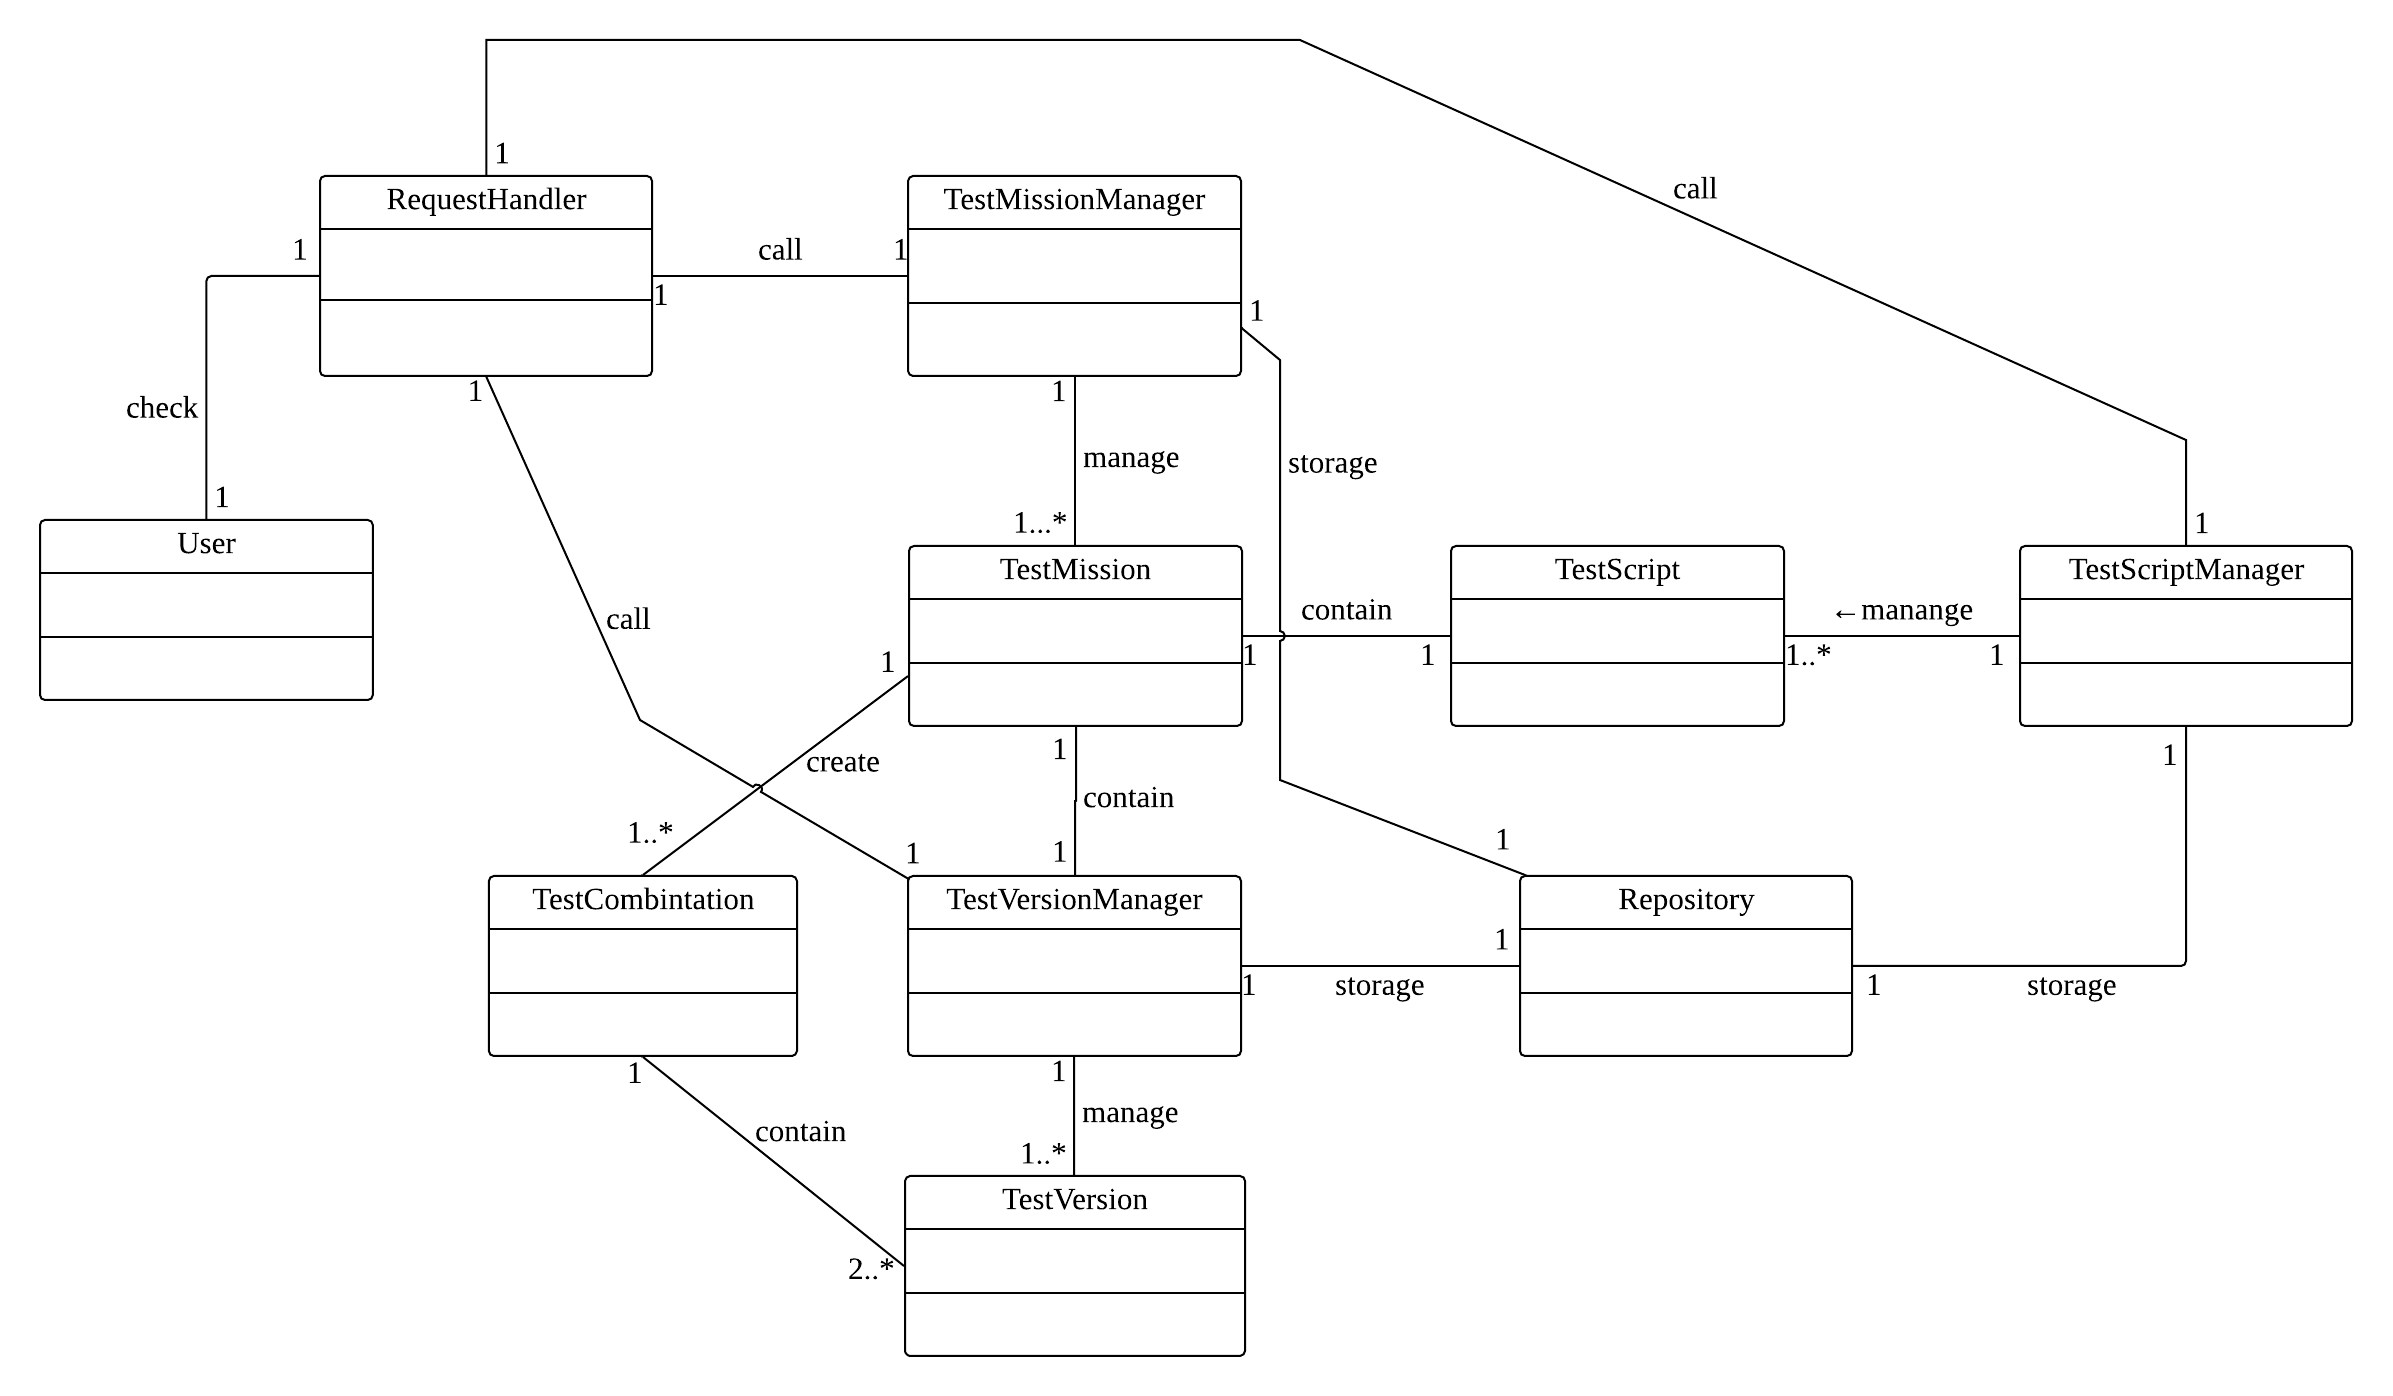 1
RequestHandler
TestMissionManager
call
1
call
1
1
1
1
check
1
1
manage
storage
1
1...*
1
User
TestMission
TestScript
TestScriptManager
call
contain
←manange
1
1
1
1..*
1
create
1
1
contain
1..*
1
1
1
TestCombintation
TestVersionManager
Repository
1
1
storage
1
storage
1
1
contain
manage
1..*
TestVersion
2..*